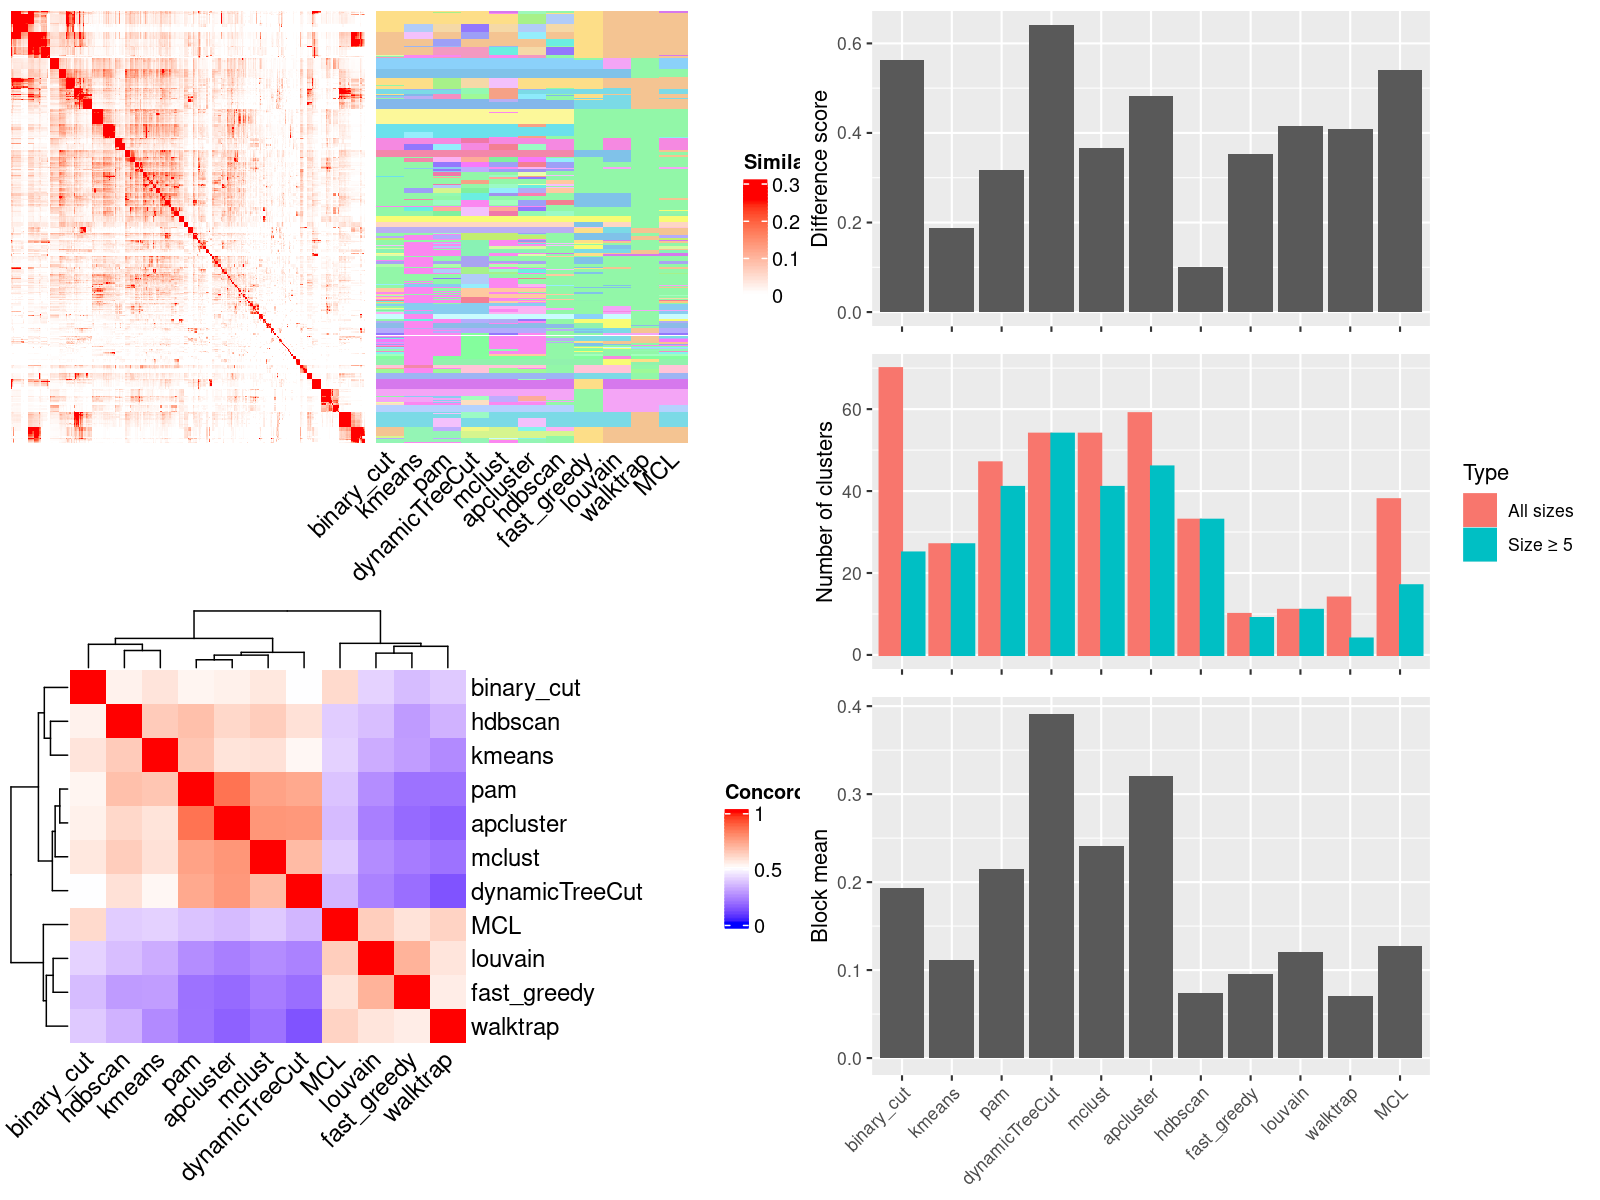 Simila
0.3
0.2
0.1
0
binary_cut
kmeans
pam
dynamicTreeCut
mclust
apcluster
hdbscan
fast_greedy
louvain
walktrap
MCL
binary_cut
hdbscan
kmeans
pam
apcluster
mclust
dynamicTreeCut
MCL
louvain
fast_greedy
walktrap
Concord
1
0.5
0
binary_cut
hdbscan
kmeans
pam
apcluster
mclust
dynamicTreeCut
MCL
louvain
fast_greedy
walktrap
Difference score
0.6
0.4
0.2
0.0
Number of clusters
60
40
20
0
Type
All sizes
Size ≥ 5
Block mean
0.4
0.3
0.2
0.1
0.0
binary_cut
kmeans
pam
dynamicTreeCut
mclust
apcluster
hdbscan
fast_greedy
louvain
walktrap
MCL